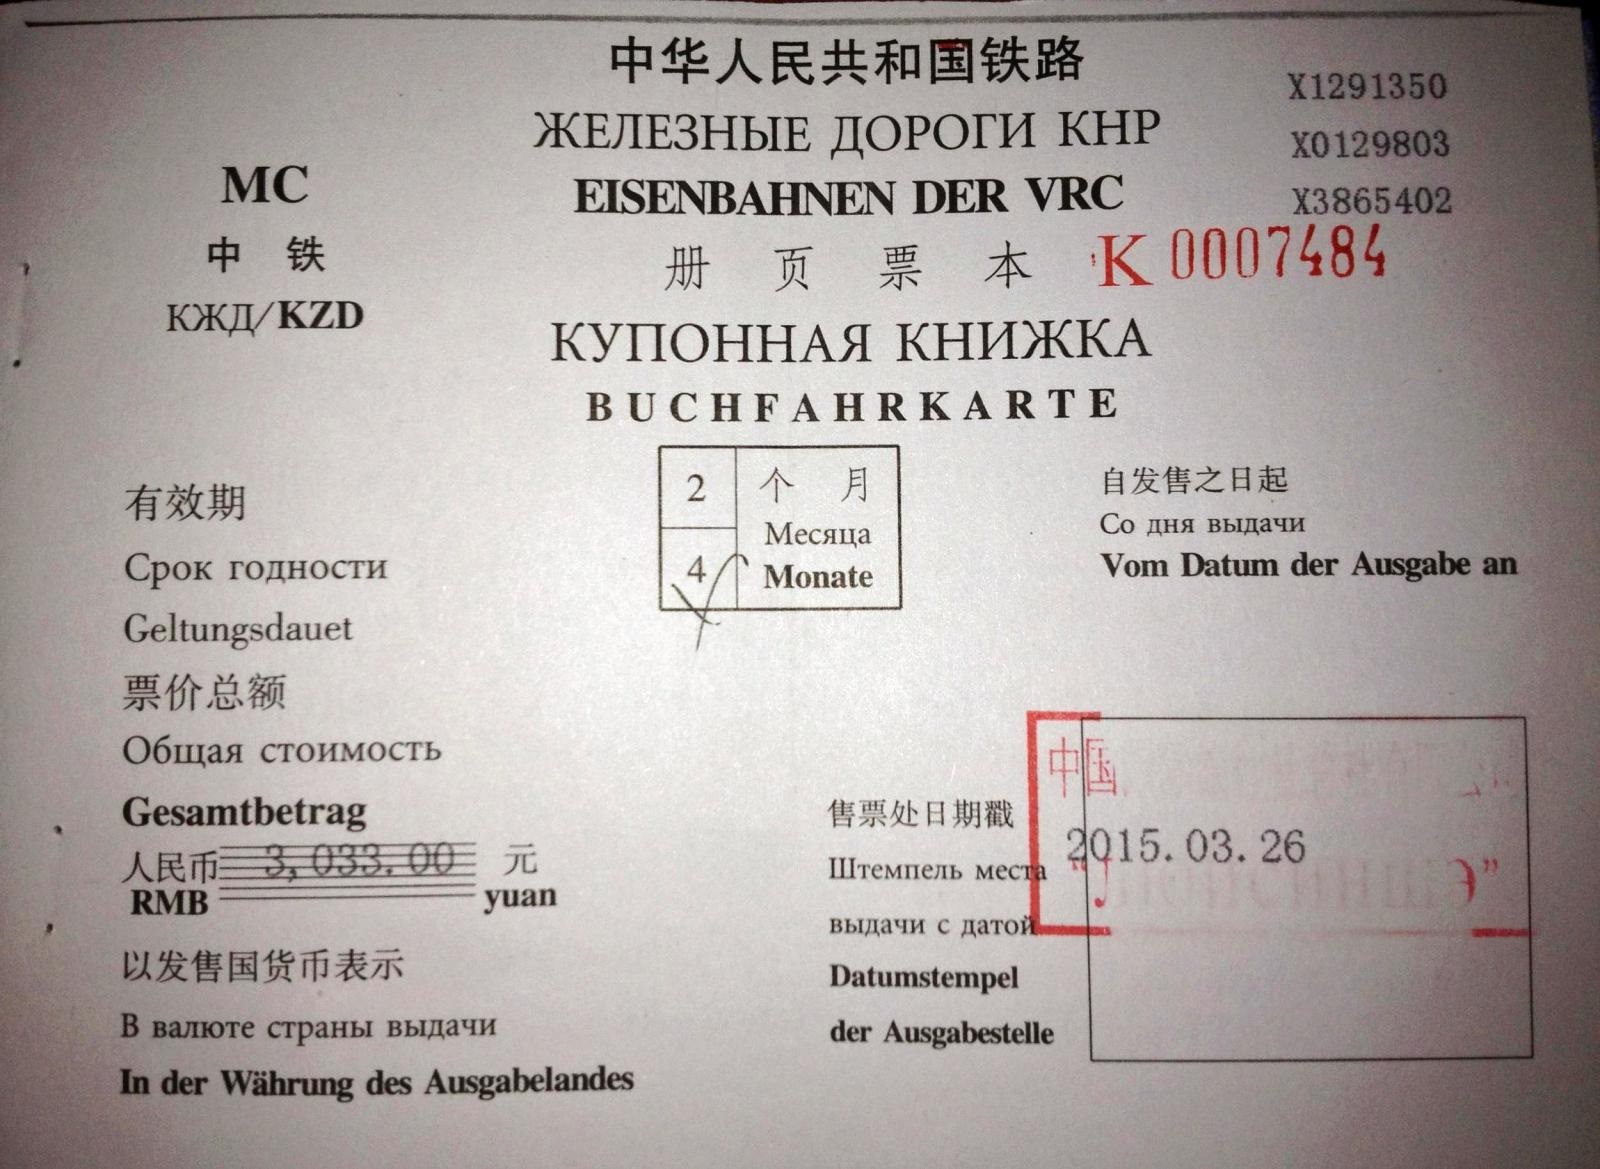 中华人民共和国铁路
ЖЕЛЕЗНЫЕ ДОРОГИ КНР
EISENBAHNEN DER VRC
X1291350
X0129803
X3865402
MC
中 铁
КЖД/KZD
册 页 票 本
K 0007484
КУПОННАЯ КНИЖКА
BUCHFAHRKARTE
有效期
Срок годности
Geltungsdauet
2
4
个 月
Месяца
Monate
自发售之日起
Со дня выдачи
Vom Datum der Ausgabe an
票价总额
Общая стоимость
Gesamtbetrag
人民币 3,033.00 元
RMB yuan
以发售国货币表示
В валюте страны выдачи
In der Währung des Ausgabelandes
售票处日期戳
Штемпель места
выдачи с датой
Datumstempel
der Ausgabestelle
中国
2015.03.26